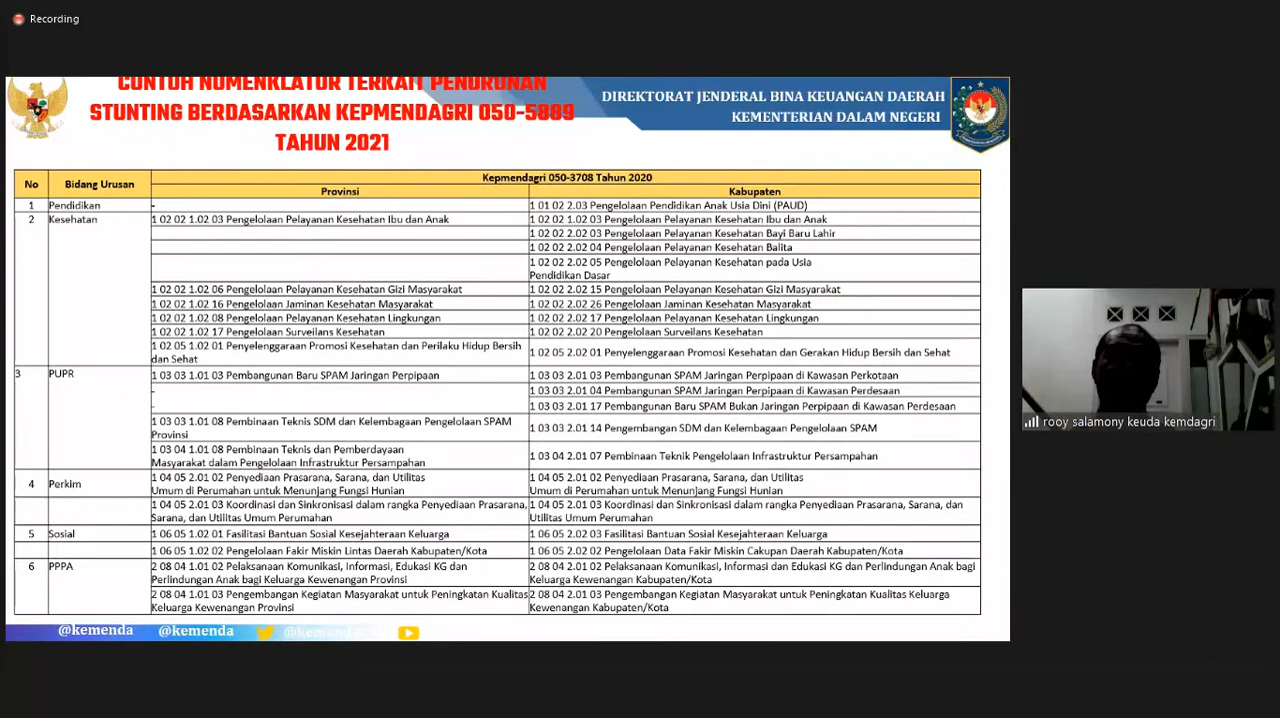 Recording
CONTOH NOMENKLATUR TERKAIT PENURUNAN
STUNTING BERDASARKAN KEPMENDAGRI 050-5889
TAHUN 2021
DIREKTORAT JENDERAL BINA KEUANGAN DAERAH
KEMENTERIAN DALAM NEGERI
No
Bidang Urusan
Kepmendagri 050-3708 Tahun 2020
Provinsi
Kabupaten
1 Pendidikan - 1 01 02 2.03 Pengelolaan Pendidikan Anak Usia Dini (PAUD)
2 Kesehatan 1 02 02 1.02 03 Pengelolaan Pelayanan Kesehatan Ibu dan Anak 1 02 02 1.02 03 Pengelolaan Pelayanan Kesehatan Ibu dan Anak
1 02 02 2.02 03 Pengelolaan Pelayanan Kesehatan Bayi Baru Lahir
1 02 02 2.02 04 Pengelolaan Pelayanan Kesehatan Balita
1 02 02 2.02 05 Pengelolaan Pelayanan Kesehatan pada Usia
Pendidikan Dasar
1 02 02 1.02 06 Pengelolaan Pelayanan Kesehatan Gizi Masyarakat 1 02 02 2.02 15 Pengelolaan Pelayanan Kesehatan Gizi Masyarakat
1 02 02 1.02 16 Pengelolaan Jaminan Kesehatan Masyarakat 1 02 02 2.02 26 Pengelolaan Jaminan Kesehatan Masyarakat
1 02 02 1.02 08 Pengelolaan Pelayanan Kesehatan Lingkungan 1 02 02 2.02 17 Pengelolaan Pelayanan Kesehatan Lingkungan
1 02 02 1.02 17 Pengelolaan Surveilans Kesehatan 1 02 02 2.02 20 Pengelolaan Surveilans Kesehatan
1 02 05 1.02 01 Penyelenggaraan Promosi Kesehatan dan Perilaku Hidup Bersih
dan Sehat
1 02 05 2.02 01 Penyelenggaraan Promosi Kesehatan dan Gerakan Hidup Bersih dan Sehat
3 PUPR 1 03 03 1.01 03 Pembangunan Baru SPAM Jaringan Perpipaan 1 03 03 2.01 03 Pembangunan SPAM Jaringan Perpipaan di Kawasan Perkotaan
- 1 03 03 2.01 04 Pembangunan SPAM Jaringan Perpipaan di Kawasan Perdesaan
- 1 03 03 2.01 17 Pembangunan Baru SPAM Bukan Jaringan Perpipaan di Kawasan Perdesaan
1 03 03 1.01 08 Pembinaan Teknis SDM dan Kelembagaan Pengelolaan SPAM
Provinsi
1 03 03 2.01 14 Pengembangan SDM dan Kelembagaan Pengelolaan SPAM
1 03 04 1.01 08 Pembinaan Teknis dan Pemberdayaan
Masyarakat dalam Pengelolaan Infrastruktur Persampahan
1 03 04 2.01 07 Pembinaan Teknik Pengelolaan Infrastruktur Persampahan
4 Perkim 1 04 05 2.01 02 Penyediaan Prasarana, Sarana, dan Utilitas
Umum di Perumahan untuk Menunjang Fungsi Hunian
1 04 05 2.01 02 Penyediaan Prasarana, Sarana, dan Utilitas
Umum di Perumahan untuk Menunjang Fungsi Hunian
1 04 05 2.01 03 Koordinasi dan Sinkronisasi dalam rangka Penyediaan Prasarana,
Sarana, dan Utilitas Umum Perumahan
1 04 05 2.01 03 Koordinasi dan Sinkronisasi dalam rangka Penyediaan Prasarana, Sarana, dan
Utilitas Umum Perumahan
5 Sosial 1 06 05 1.02 01 Fasilitasi Bantuan Sosial Kesejahteraan Keluarga 1 06 05 2.02 03 Fasilitasi Bantuan Sosial Kesejahteraan Keluarga
1 06 05 1.02 02 Pengelolaan Fakir Miskin Lintas Daerah Kabupaten/Kota 1 06 05 2.02 02 Pengelolaan Data Fakir Miskin Cakupan Daerah Kabupaten/Kota
6 PPPA 2 08 04 1.01 02 Pelaksanaan Komunikasi, Informasi, Edukasi KG dan
Perlindungan Anak bagi Keluarga Kewenangan Provinsi
2 08 04 2.01 02 Pelaksanaan Komunikasi, Informasi dan Edukasi KG dan Perlindungan Anak bagi
Keluarga Kewenangan Kabupaten/Kota
2 08 04 1.01 03 Pengembangan Kegiatan Masyarakat untuk Peningkatan Kualitas
Keluarga Kewenangan Provinsi
2 08 04 2.01 03 Pengembangan Kegiatan Masyarakat untuk Peningkatan Kualitas Keluarga
Kewenangan Kabupaten/Kota
@kemenda @kemenda @kemenda
rooy salamony keuda kemdagri